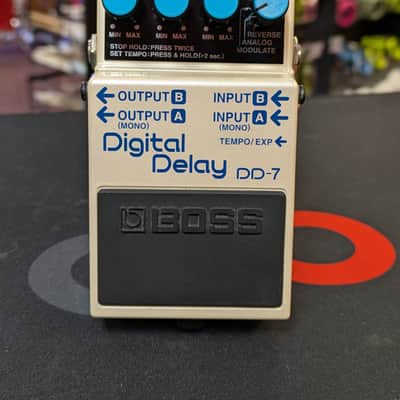 MIN MAX MIN MAX MIN MAX
REVERSE
ANALOG
MODULATE
STOP HOLD: PRESS TWICE
SET TEMPO: PRESS & HOLD (>2 sec.)
← OUTPUT B INPUT B ←
← OUTPUT A INPUT A ←
(MONO) (MONO)
TEMPO/EXP ←
Digital
Delay DD-7
BOSS